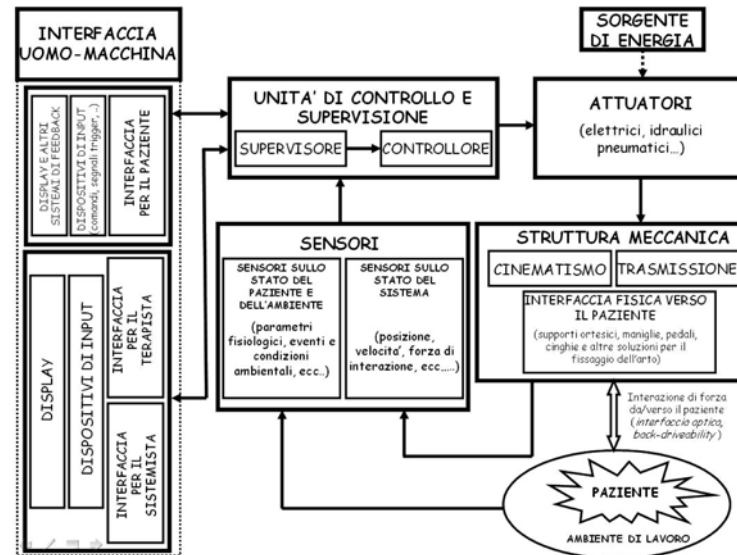 INTERFACCIA
UOMO-MACCHINA
DISPLAY E ALTRI
SISTEMI DI FEEDBACK
DISPOSITIVI DI INPUT
(comandi, segnali trigger, ..)
INTERFACCIA
PER IL PAZIENTE
DISPLAY
DISPOSITIVI DI INPUT
INTERFACCIA
PER IL
TERAPISTA
INTERFACCIA
PER IL
SISTEMISTA
UNITA' DI CONTROLLO E
SUPERVISIONE
SUPERVISORE
CONTROLLORE
SORGENTE
DI ENERGIA
ATTUATORI
(elettrici, idraulici
pneumatici...)
SENSORI
SENSORI SULLO
STATO DEL
PAZIENTE E
DELL'AMBIENTE
(parametri
fisiologici, eventi e
condizioni
ambientali, ecc..)
SENSORI SULLO
STATO DEL
SISTEMA
(posizione,
velocita', forza di
interazione, ecc.....)
STRUTTURA MECCANICA
CINEMATISMO
TRASMISSIONE
INTERFACCIA FISICA VERSO
IL PAZIENTE
(supporti ortesici, maniglie, pedali,
cinghie e altre soluzioni per il
fissaggio dell'arto)
Interazione di forza
da/verso il paziente
(interfaccia aptica,
back-driveability)
PAZIENTE
AMBIENTE DI LAVORO